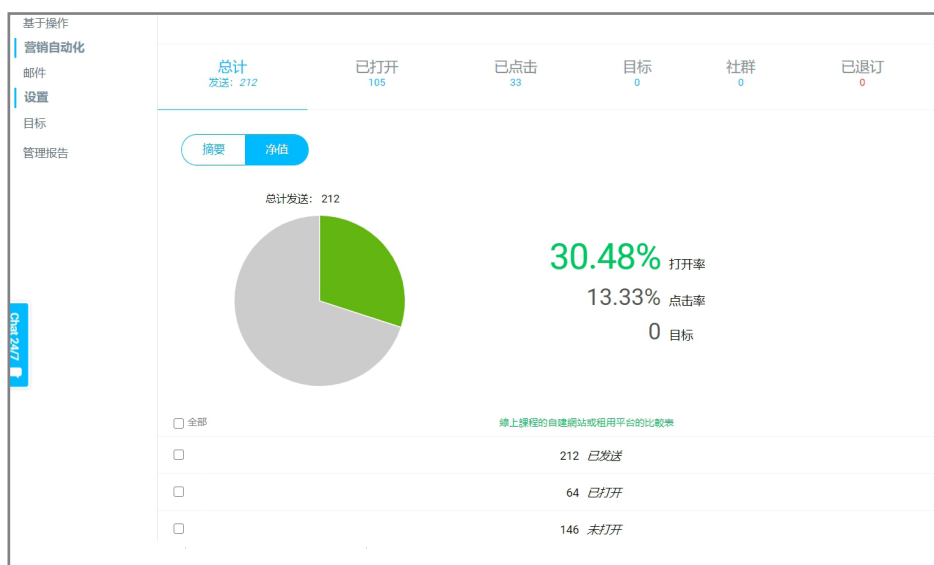 基于操作
营销自动化
邮件
设置
目标
管理报告
总计
发送: 212
已打开
105
已点击
33
目标
0
社群
0
已退订
0
摘要
净值
总计发送: 212
30.48% 打开率
13.33% 点击率
0 目标
Chat 24/7
全部
線上課程的自建網站或租用平台的比較表
212 已发送
64 已打开
146 未打开